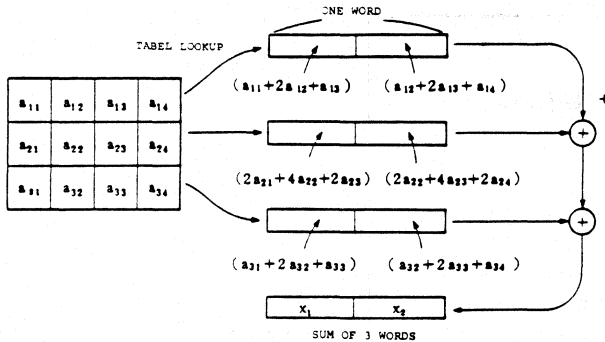 ONE WORD
TABEL LOOKUP
(a11+2a12+a13) (a12+2a13+a14)
a11 a12 a13 a14
a21 a22 a23 a24
a31 a32 a33 a34
+
+
(2a21+4a22+2a23) (2a22+4a23+2a24)
+
(a31+2a32+a33) (a32+2a33+a34)
x1 x2
SUM OF 3 WORDS